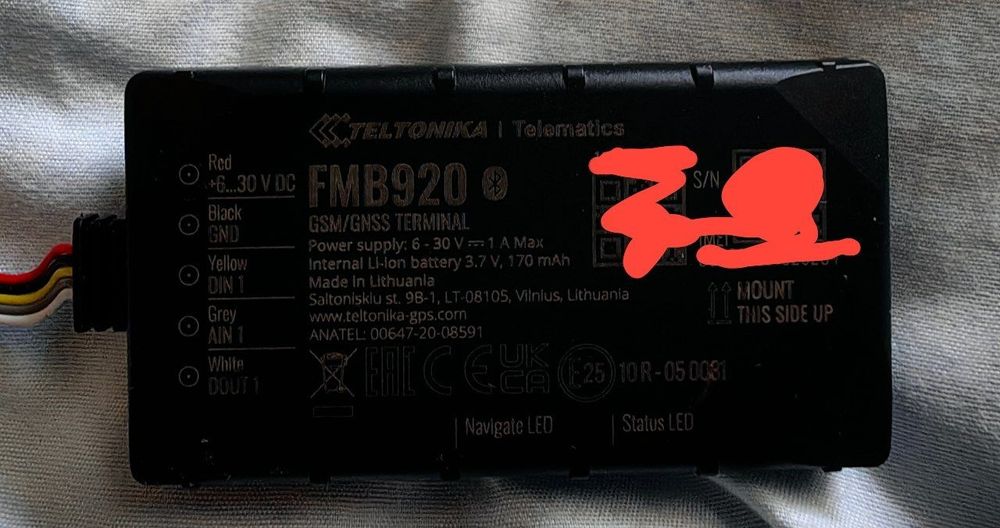 TELTONIKA | Telematics
Red
+6...30 V DC
Black
GND
Yellow
DIN 1
Grey
AIN 1
White
DOUT 1
FMB920
GSM/GNSS TERMINAL
Power supply: 6 - 30 V ⎓ 1 A Max
Internal Li-Ion battery 3.7 V, 170 mAh
Made in Lithuania
Saltoniskiu st. 9B-1, LT-08105, Vilnius, Lithuania
www.teltonika-gps.com
ANATEL: 00647-20-08591
S/N
MOUNT
THIS SIDE UP
EAC CE UKCA E25 10 R - 05 0081
Navigate LED
Status LED